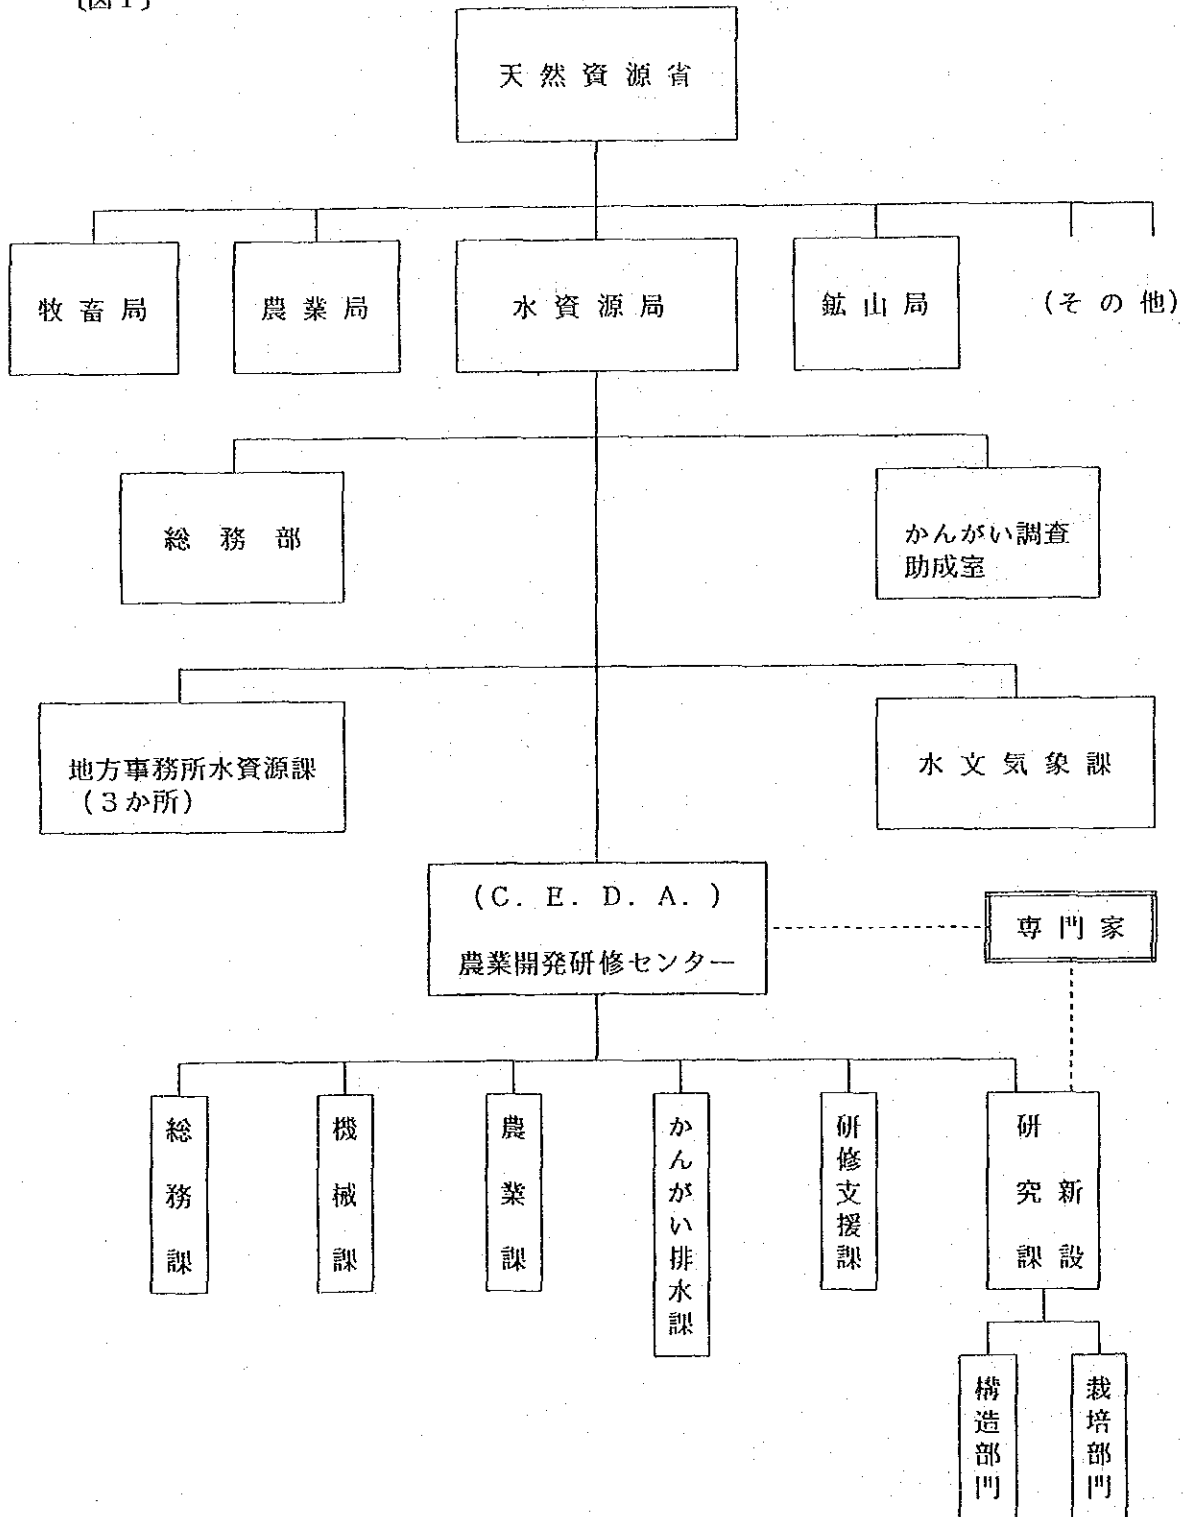 〔図1〕
天然資源省
牧畜局
農業局
水資源局
鉱山局
(その他)
総務部
かんがい調査
助成室
地方事務所水資源課
(3か所)
水文気象課
(C. E. D. A. )
農業開発研修センター
専門家
総務課
機械課
農業課
かんがい排水課
研修支援課
新設
研究課
構造部門
栽培部門